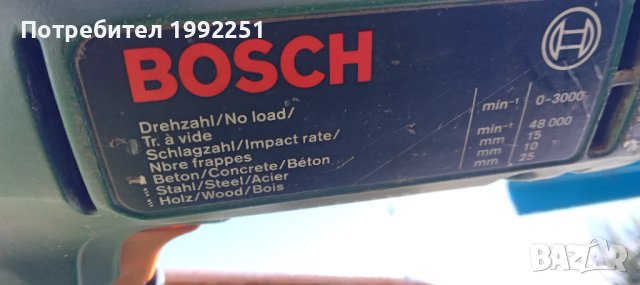 Потребител 1992251
BOSCH
BOSCH
Drehzahl/No load/
Tr. à vide min⁻¹ 0-3000
Schlagzahl/Impact rate/
Nbre frappes min⁻¹ 48 000
" Beton/Concrete/Béton mm 15
" Stahl/Steel/Acier mm 10
" Holz/Wood/Bois mm 25
BAZAR